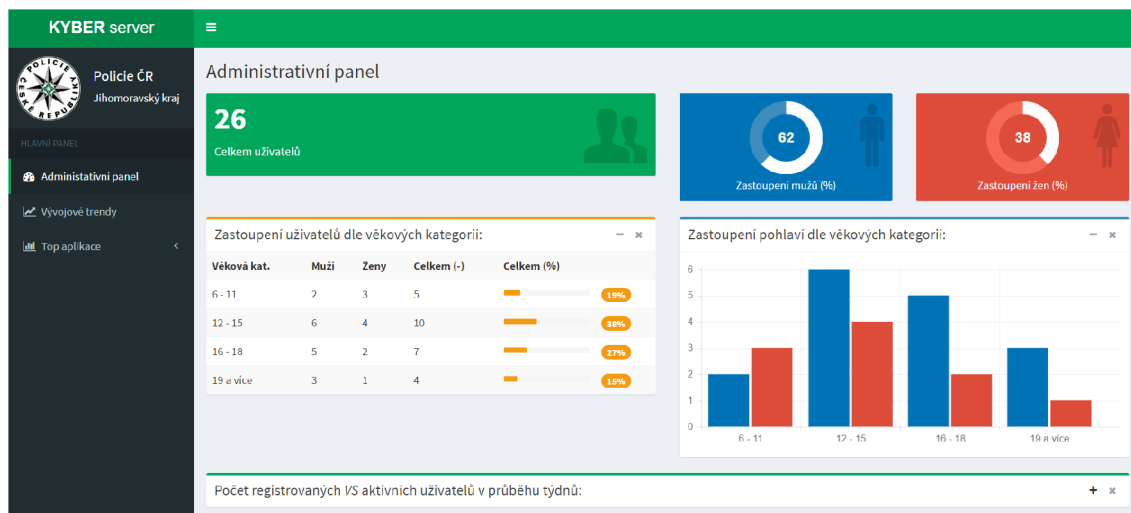 KYBER server
POLICIE ČESKÉ REPUBLIKY
Policie ČR
Jihomoravský kraj
HLAVNÍ PANEL
Administativní panel
Vývojové trendy
Top aplikace
Administrativní panel
26
Celkem uživatelů
62
Zastoupení mužů (%)
38
Zastoupení žen (%)
Zastoupení uživatelů dle věkových kategorií:
Věková kat. Muži Ženy Celkem (-) Celkem (%)
6 - 11 2 3 5 19%
12 - 15 6 4 10 38%
16 - 18 5 2 7 27%
19 a více 3 1 4 15%
Zastoupení pohlaví dle věkových kategorií:
6
5
4
3
2
1
0
6 - 11 12 - 15 16 - 18 19 a více
Počet registrovaných VS aktivních uživatelů v průběhu týdnů: